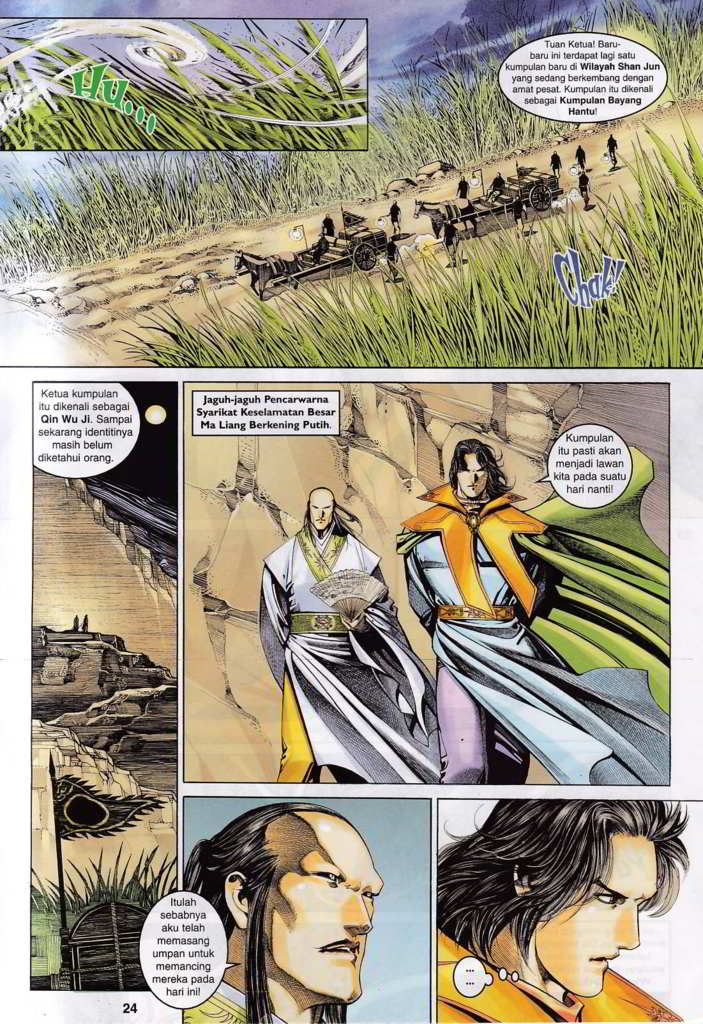 Hu...
Tuan Ketua! Baru-
baru ini terdapat lagi satu
kumpulan baru di Wilayah Shan Jun
yang sedang berkembang dengan
amat pesat. Kumpulan itu dikenali
sebagai Kumpulan Bayang
Hantu!
Chak!
Ketua kumpulan
itu dikenali sebagai
Qin Wu Ji. Sampai
sekarang identitinya
masih belum
diketahui orang.
Jaguh-jaguh Pencarwarna
Syarikat Keselamatan Besar
Ma Liang Berkening Putih.
Kumpulan
itu pasti akan
menjadi lawan
kita pada suatu
hari nanti!
Itulah
sebabnya
aku telah
memasang
umpan untuk
memancing
mereka pada
hari ini!
...
24